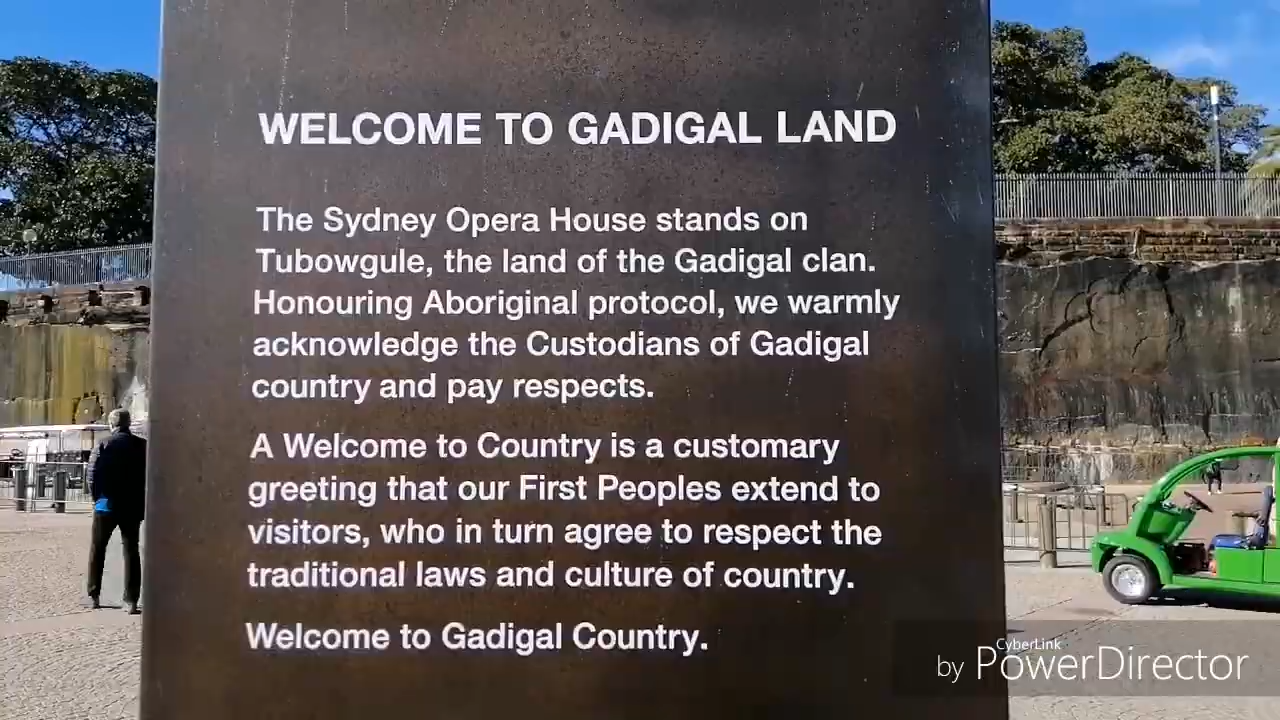 WELCOME TO GADIGAL LAND
The Sydney Opera House stands on
Tubowgule, the land of the Gadigal clan.
Honouring Aboriginal protocol, we warmly
acknowledge the Custodians of Gadigal
country and pay respects.
A Welcome to Country is a customary
greeting that our First Peoples extend to
visitors, who in turn agree to respect the
traditional laws and culture of country.
Welcome to Gadigal Country.
CyberLink
by PowerDirector